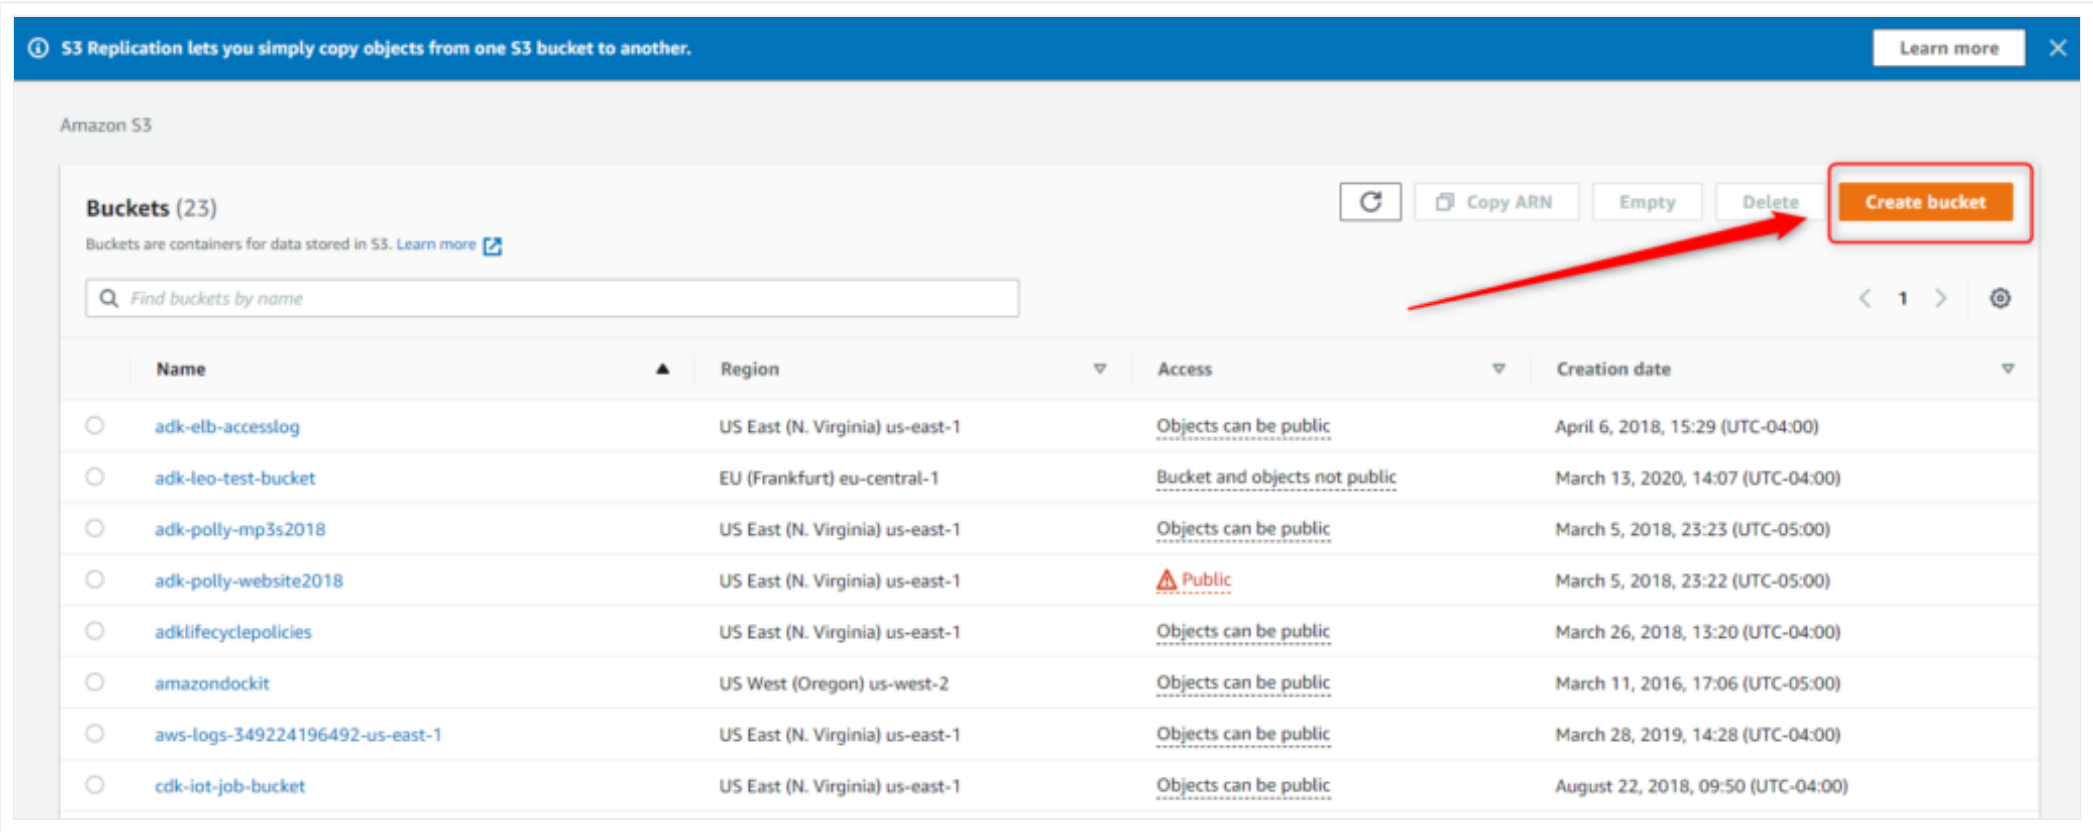 S3 Replication lets you simply copy objects from one S3 bucket to another. Learn more
Amazon S3
Buckets (23) Copy ARN Empty Delete Create bucket
Buckets are containers for data stored in S3. Learn more
Find buckets by name 1
Name Region Access Creation date
adk-elb-accesslog US East (N. Virginia) us-east-1 Objects can be public April 6, 2018, 15:29 (UTC-04:00)
adk-leo-test-bucket EU (Frankfurt) eu-central-1 Bucket and objects not public March 13, 2020, 14:07 (UTC-04:00)
adk-polly-mp3s2018 US East (N. Virginia) us-east-1 Objects can be public March 5, 2018, 23:23 (UTC-05:00)
adk-polly-website2018 US East (N. Virginia) us-east-1 Public March 5, 2018, 23:22 (UTC-05:00)
adklifecyclepolicies US East (N. Virginia) us-east-1 Objects can be public March 26, 2018, 13:20 (UTC-04:00)
amazondockit US West (Oregon) us-west-2 Objects can be public March 11, 2016, 17:06 (UTC-05:00)
aws-logs-349224196492-us-east-1 US East (N. Virginia) us-east-1 Objects can be public March 28, 2019, 14:28 (UTC-04:00)
cdk-iot-job-bucket US East (N. Virginia) us-east-1 Objects can be public August 22, 2018, 09:50 (UTC-04:00)